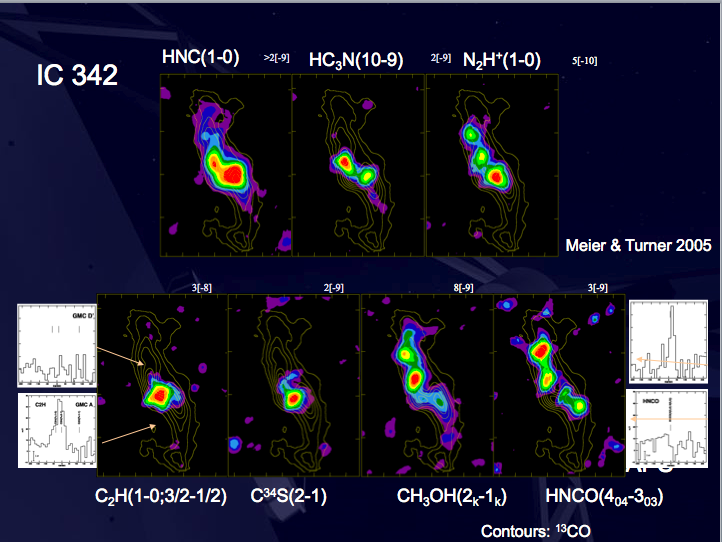 HNC(1-0) >2[-9] HC₃N(10-9) 2[-9] N₂H⁺(1-0) 5[-10]
IC 342
Meier & Turner 2005
3[-8] 2[-9] 8[-9] 3[-9]
GMC D'
C2H GMC A
HNCO
C₂H(1-0;3/2-1/2) C³⁴S(2-1) CH₃OH(2ₖ-1ₖ) HNCO(4₀₄-3₀₃)
Contours: ¹³CO